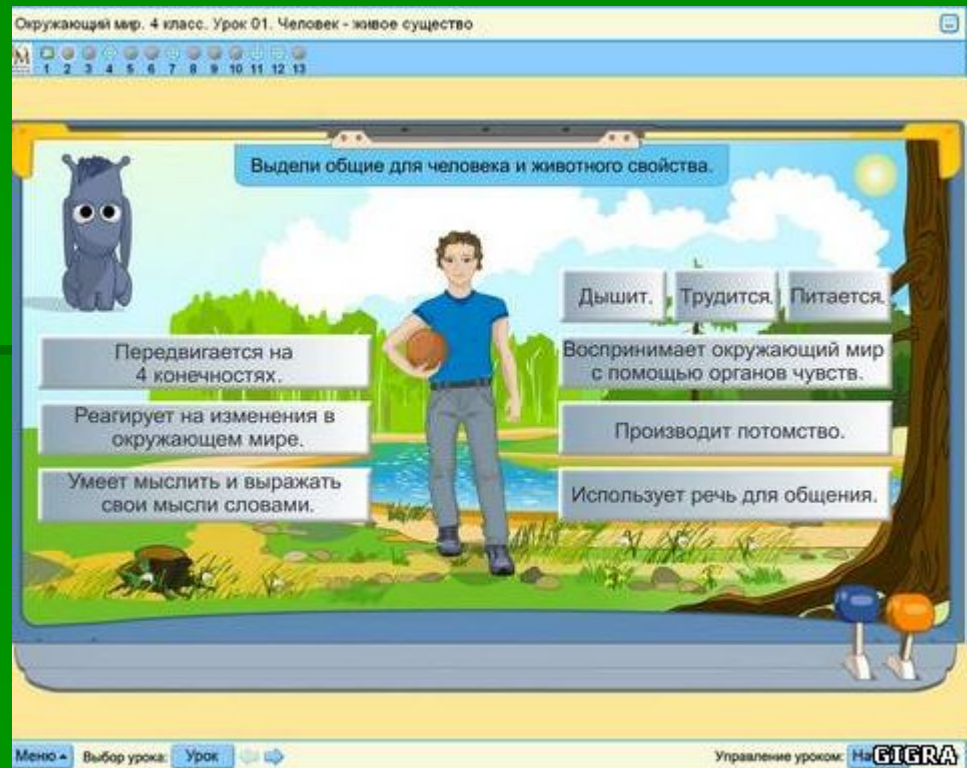 Окружающий мир. 4 класс. Урок 01. Человек - живое существо
М
1 2 3 4 5 6 7 8 9 10 11 12 13
Выдели общие для человека и животного свойства.
Дышит. Трудится. Питается.
Передвигается на
4 конечностях.
Воспринимает окружающий мир
с помощью органов чувств.
Реагирует на изменения в
окружающем мире.
Производит потомство.
Умеет мыслить и выражать
свои мысли словами.
Использует речь для общения.
Меню Выбор урока: Урок Управление уроком:
GIGRA